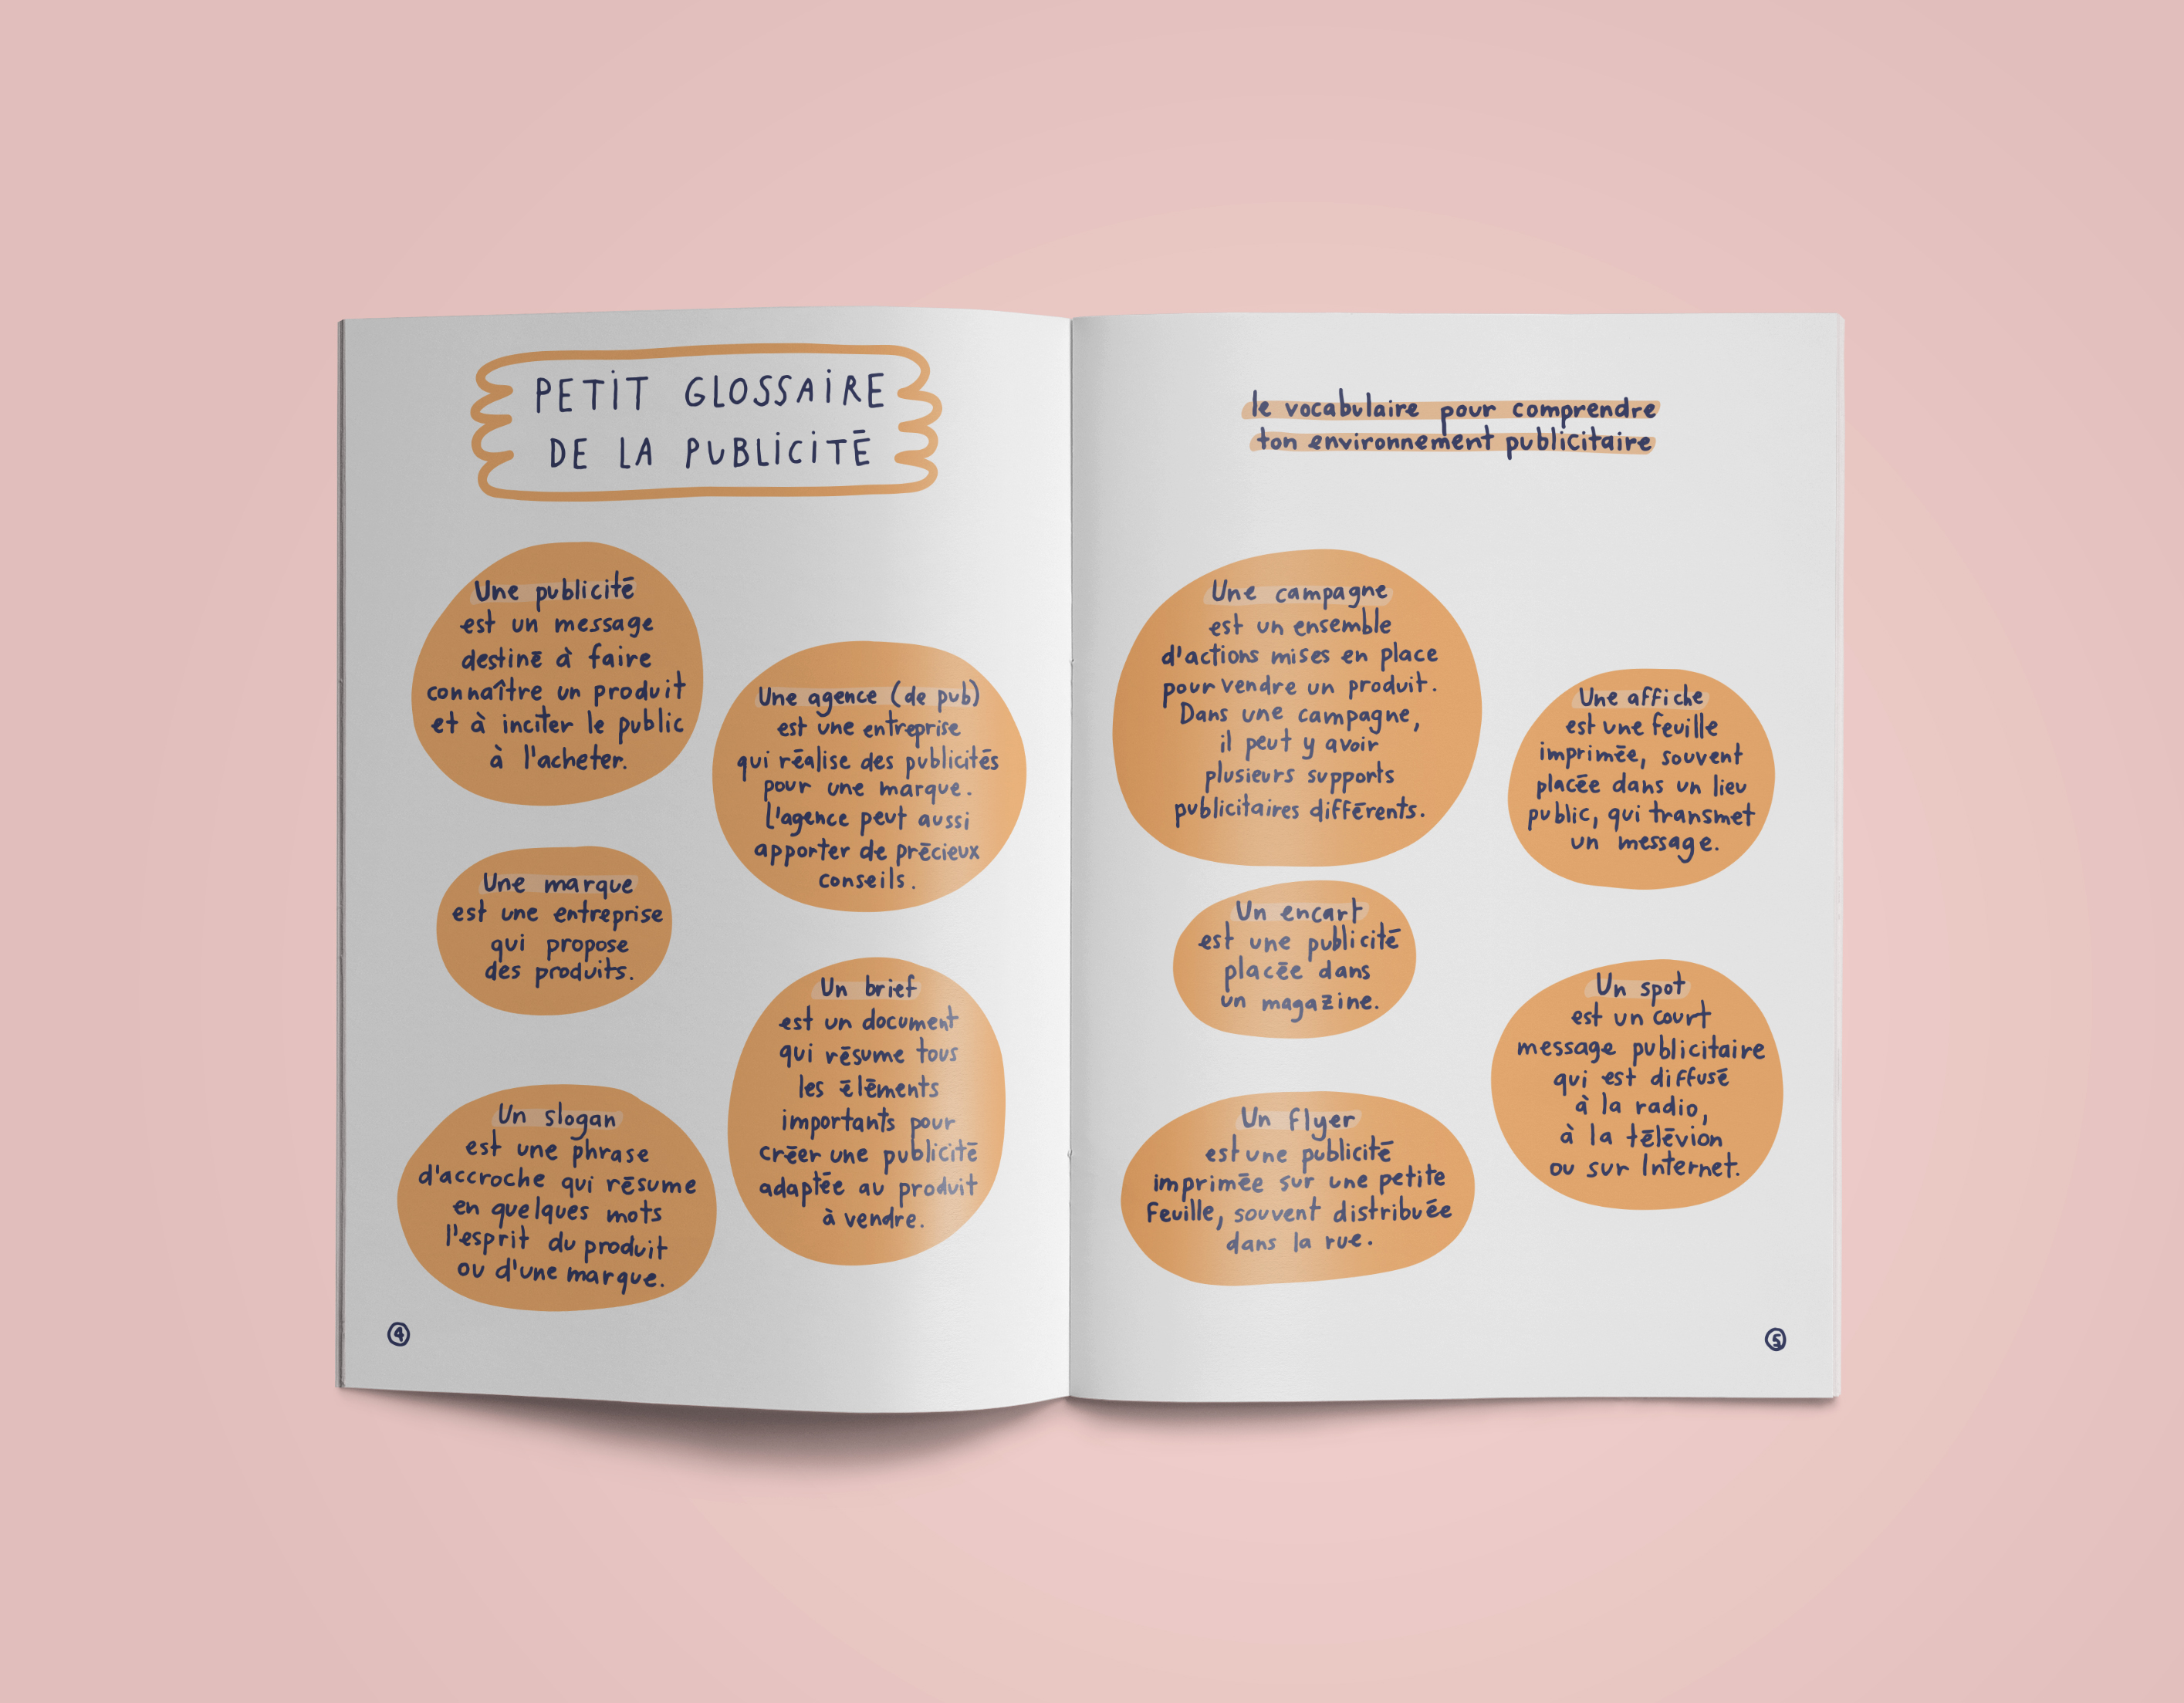 PETIT GLOSSAIRE
DE LA PUBLICITÉ
Une publicité
est un message
destiné à faire
connaître un produit
et à inciter le public
à l'acheter.
Une agence (de pub)
est une entreprise
qui réalise des publicités
pour une marque.
L'agence peut aussi
apporter de précieux
conseils.
Une marque
est une entreprise
qui propose
des produits.
Un brief
est un document
qui résume tous
les éléments
importants pour
créer une publicité
adaptée au produit
à vendre.
Un slogan
est une phrase
d'accroche qui résume
en quelques mots
l'esprit du produit
ou d'une marque.
4
le vocabulaire pour comprendre
ton environnement publicitaire
Une campagne
est un ensemble
d'actions mises en place
pour vendre un produit.
Dans une campagne,
il peut y avoir
plusieurs supports
publicitaires différents.
Une affiche
est une feuille
imprimée, souvent
placée dans un lieu
public, qui transmet
un message.
Un encart
est une publicité
placée dans
un magazine.
Un spot
est un court
message publicitaire
qui est diffusé
à la radio,
à la télévion
ou sur Internet.
Un flyer
est une publicité
imprimée sur une petite
feuille, souvent distribuée
dans la rue.
5